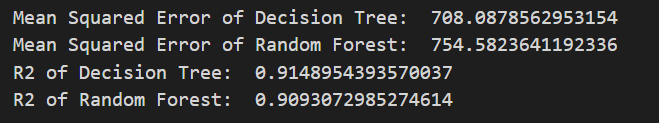 Mean Squared Error of Decision Tree:  708.0878562953154
Mean Squared Error of Random Forest:  754.5823641192336
R2 of Decision Tree:  0.9148954393570037
R2 of Random Forest:  0.9093072985274614